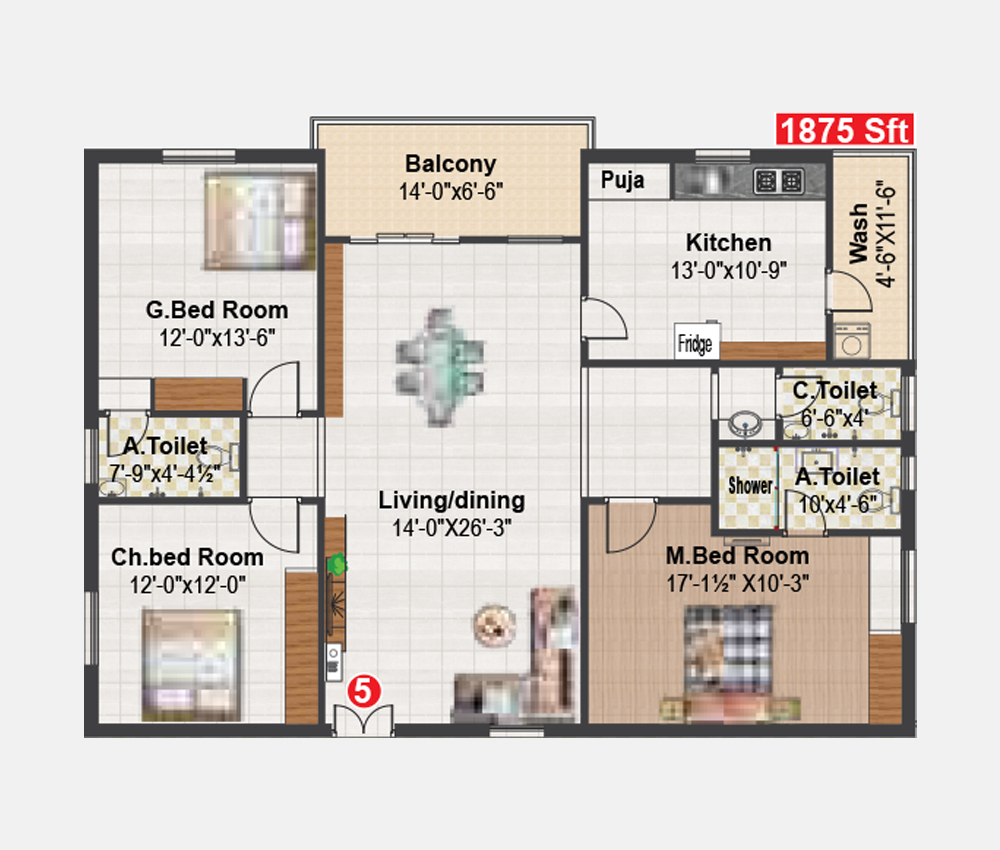 1875 Sft
Balcony
14'-0"x6'-6"
Puja
Wash
4'-6"X11'-6"
Kitchen
13'-0"x10'-9"
Fridge
G.Bed Room
12'-0"x13'-6"
C.Toilet
6'-6"x4'
A.Toilet
7'-9"x4'-4½"
Shower
A.Toilet
10'x4'-6"
Living/dining
14'-0"X26'-3"
Ch.bed Room
12'-0"x12'-0"
M.Bed Room
17'-1½" X10'-3"
5